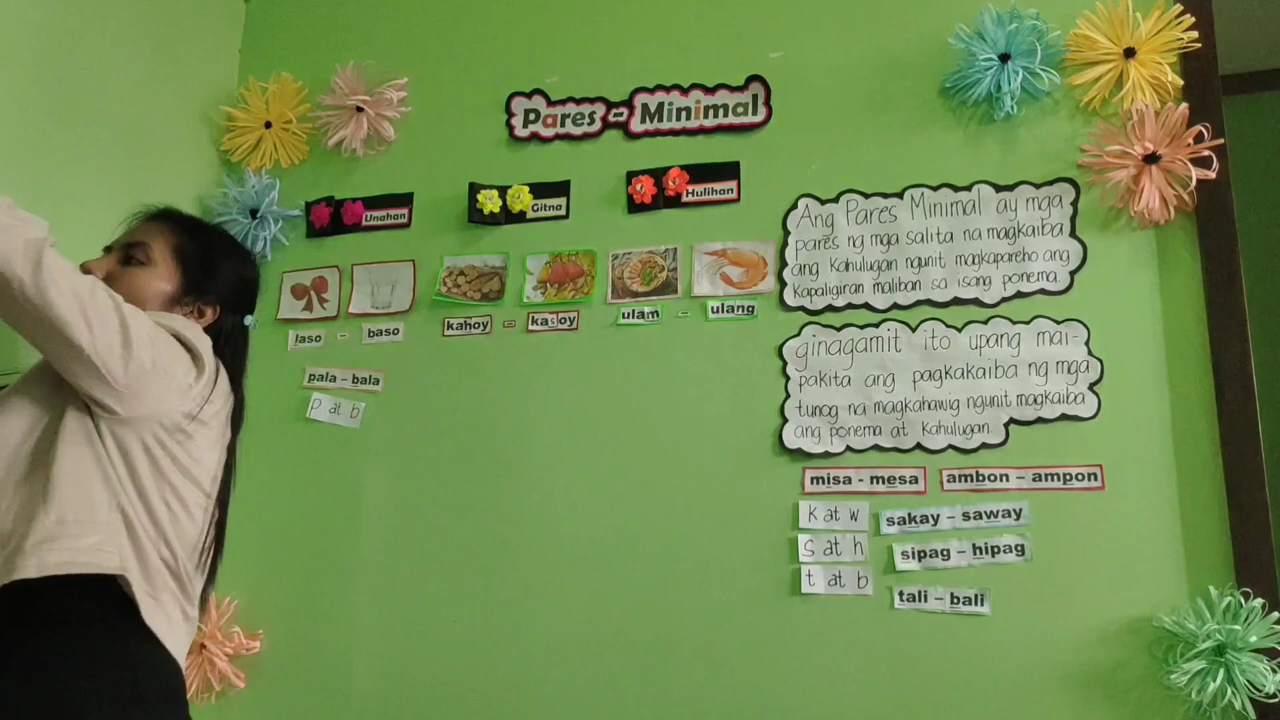 Pares - Minimal
Unahan
Gitna
Hulihan
laso - baso
kahoy - kasoy
ulam - ulang
pala – bala
p at b
Ang Pares Minimal ay mga
pares ng mga salita na magkaiba
ang kahulugan ngunit magkapareho ang
kapaligiran maliban sa isang ponema.
ginagamit ito upang mai-
pakita ang pagkakaiba ng mga
tunog na magkahawig ngunit magkaiba
ang ponema at kahulugan.
misa - mesa
ambon – ampon
k at w
sakay – saway
s at h
sipag – hipag
t at b
tali – bali